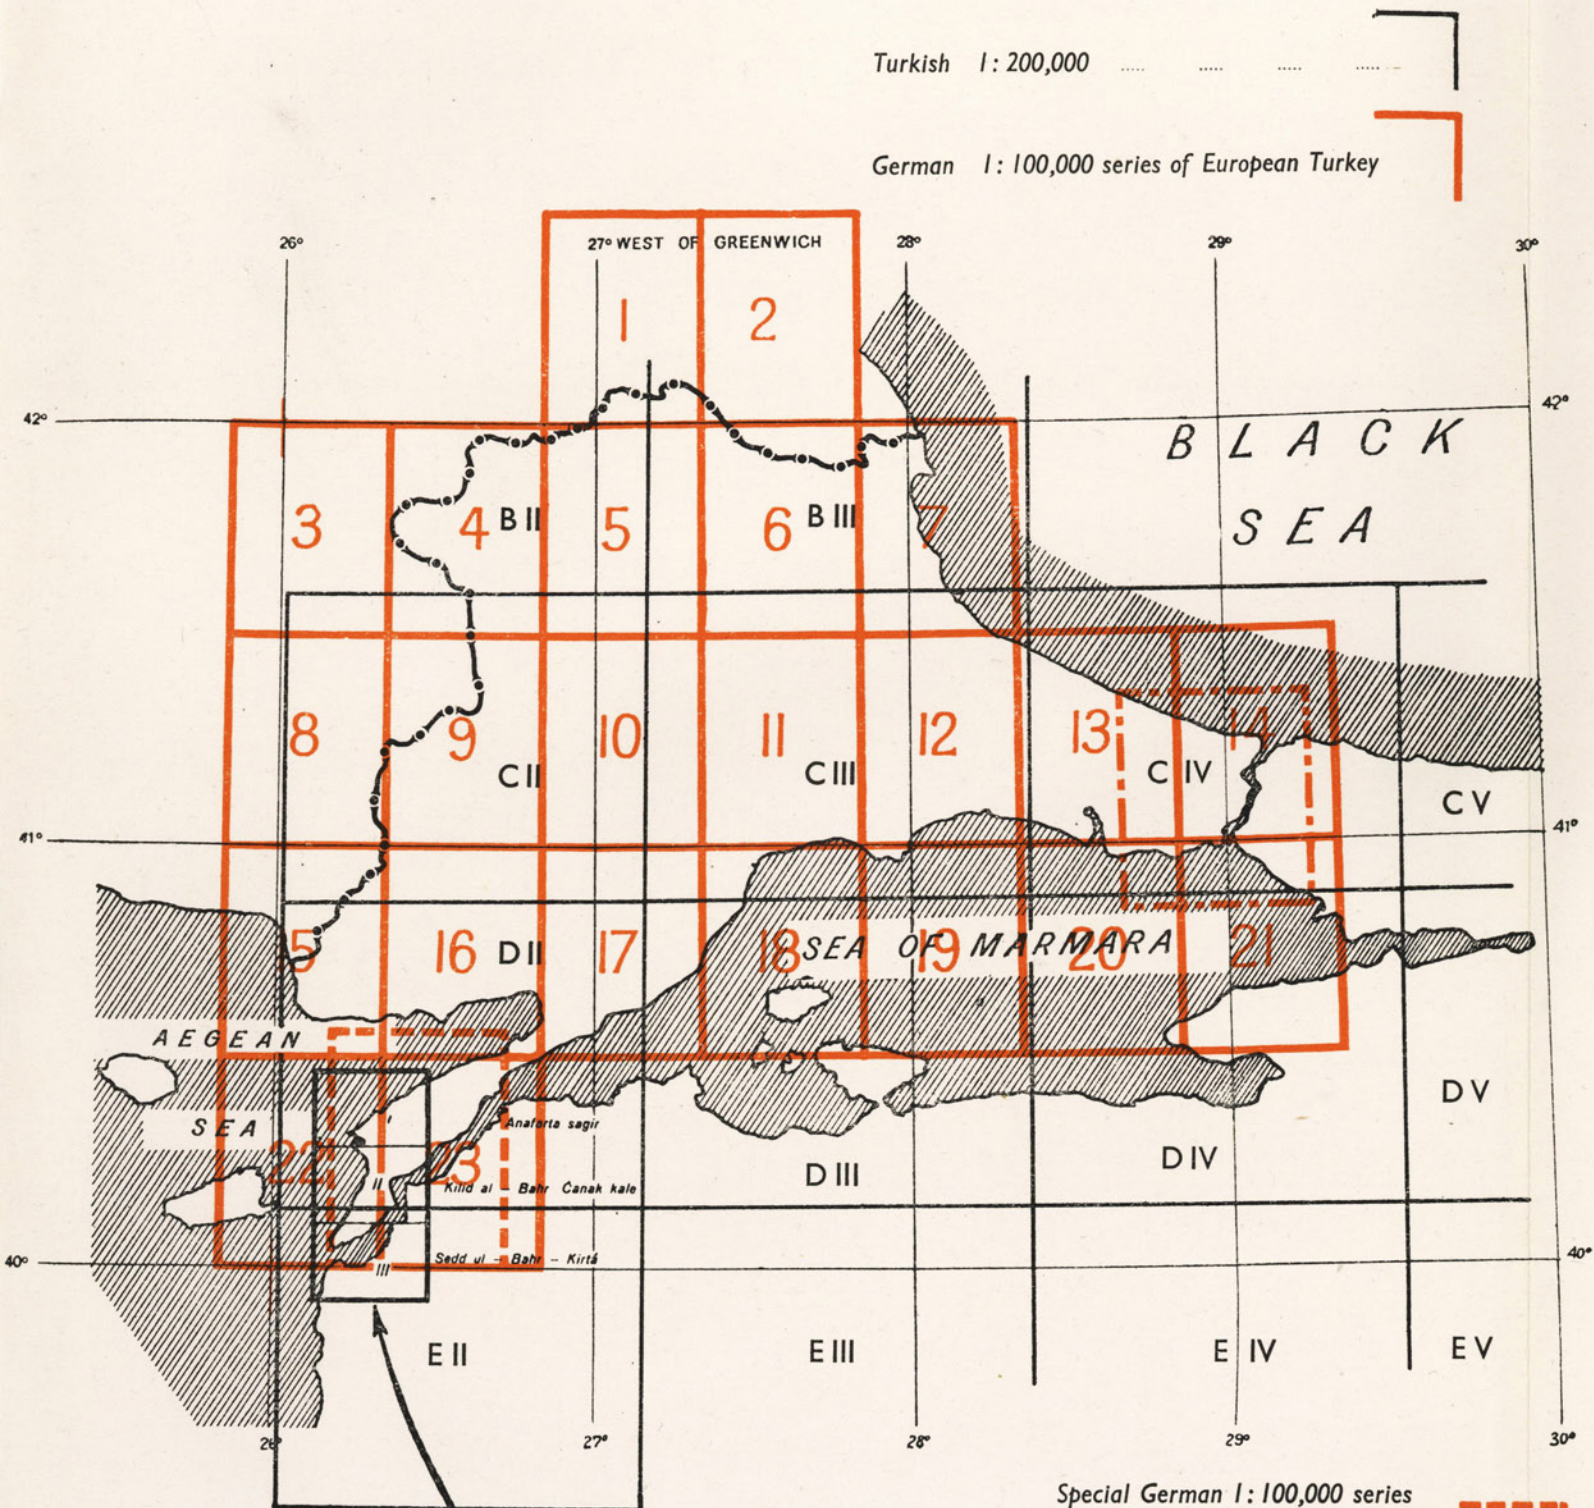 Turkish 1:200,000
German 1:100,000 series of European Turkey
26° 27° WEST OF GREENWICH 28° 29° 30°
1 2
42° 42°
BLACK
SEA
3 4 B II 5 6 B III 7
8 9 10 11 12 13 14
C II C III C IV C V
41° 41°
15 16 D II 17 18 19 20 21
SEA OF MARMARA
AEGEAN
SEA
I
Anaforta sagir
22 23
II
Kilid al - Bahr Canak kale
D III D IV D V
Sedd ul - Bahr - Kirtá
III
40° 40°
E II E III E IV E V
26° 27° 28° 29° 30°
Special German 1:100,000 series